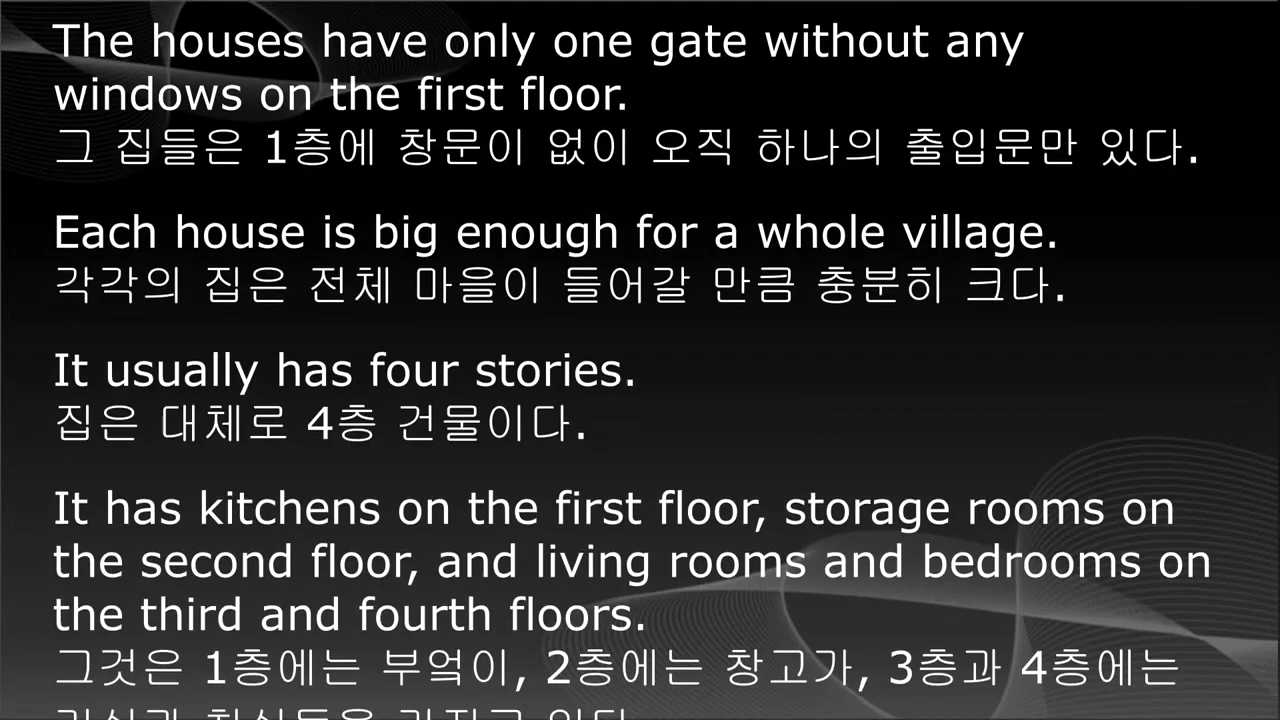 The houses have only one gate without any
windows on the first floor.
그 집들은 1층에 창문이 없이 오직 하나의 출입문만 있다.
Each house is big enough for a whole village.
각각의 집은 전체 마을이 들어갈 만큼 충분히 크다.
It usually has four stories.
집은 대체로 4층 건물이다.
It has kitchens on the first floor, storage rooms on
the second floor, and living rooms and bedrooms on
the third and fourth floors.
그것은 1층에는 부엌이, 2층에는 창고가, 3층과 4층에는